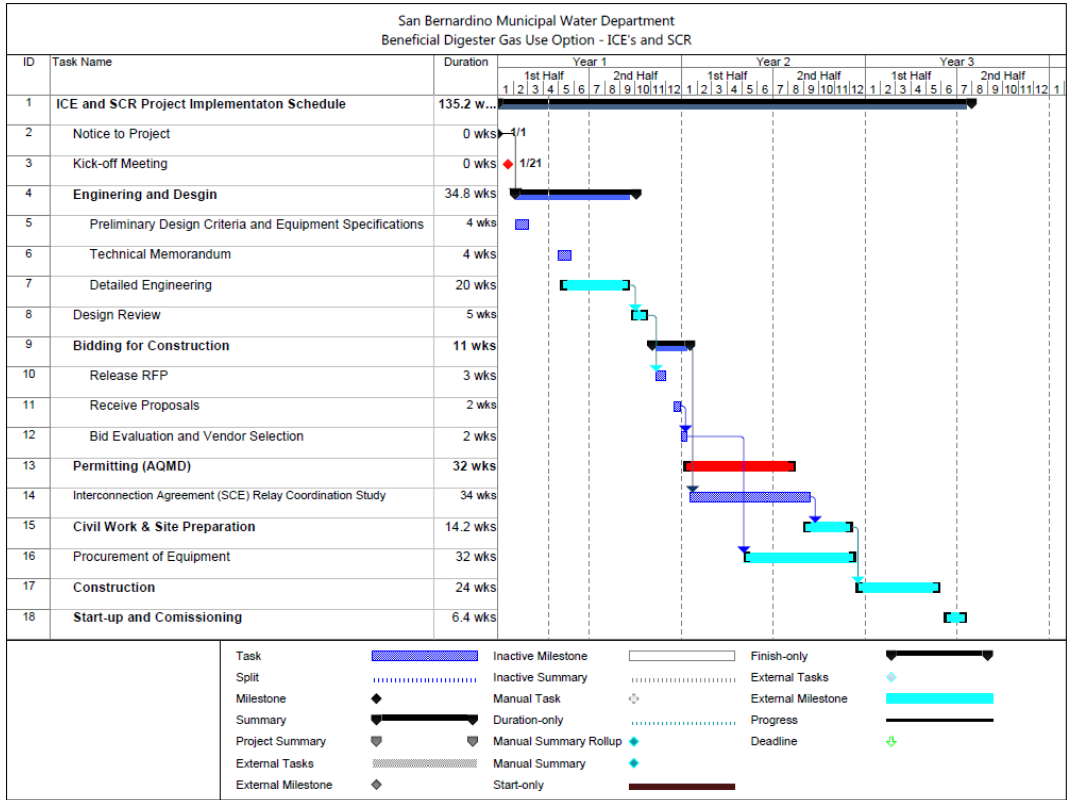 San Bernardino Municipal Water Department
Beneficial Digester Gas Use Option - ICE's and SCR
ID Task Name Duration Year 1 Year 2 Year 3
1st Half 2nd Half 1st Half 2nd Half 1st Half 2nd Half
1 2 3 4 5 6 7 8 9 10 11 12 1 2 3 4 5 6 7 8 9 10 11 12 1 2 3 4 5 6 7 8 9 10 11 12 1
1 ICE and SCR Project Implementaton Schedule 135.2 w...
2 Notice to Project 0 wks 1/1
3 Kick-off Meeting 0 wks 1/21
4 Enginering and Desgin 34.8 wks
5 Preliminary Design Criteria and Equipment Specifications 4 wks
6 Technical Memorandum 4 wks
7 Detailed Engineering 20 wks
8 Design Review 5 wks
9 Bidding for Construction 11 wks
10 Release RFP 3 wks
11 Receive Proposals 2 wks
12 Bid Evaluation and Vendor Selection 2 wks
13 Permitting (AQMD) 32 wks
14 Interconnection Agreement (SCE) Relay Coordination Study 34 wks
15 Civil Work & Site Preparation 14.2 wks
16 Procurement of Equipment 32 wks
17 Construction 24 wks
18 Start-up and Comissioning 6.4 wks
Task Inactive Milestone Finish-only
Split Inactive Summary External Tasks
Milestone Manual Task External Milestone
Summary Duration-only Progress
Project Summary Manual Summary Rollup Deadline
External Tasks Manual Summary
External Milestone Start-only